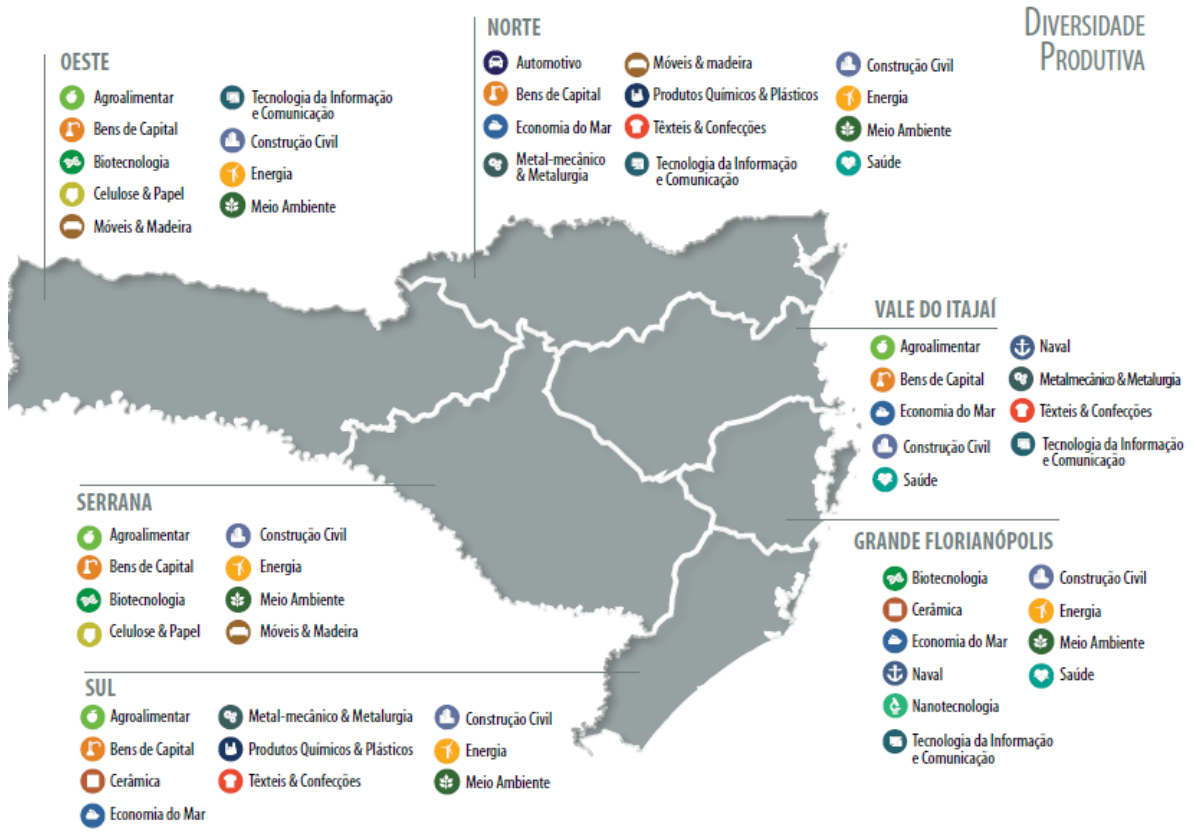 DIVERSIDADE
PRODUTIVA
OESTE
Agroalimentar
Bens de Capital
Biotecnologia
Celulose & Papel
Móveis & Madeira
Tecnologia da Informação
e Comunicação
Construção Civil
Energia
Meio Ambiente
NORTE
Automotivo
Bens de Capital
Economia do Mar
Metal-mecânico
& Metalurgia
Móveis & madeira
Produtos Químicos & Plásticos
Têxteis & Confecções
Tecnologia da Informação
e Comunicação
Construção Civil
Energia
Meio Ambiente
Saúde
VALE DO ITAJAÍ
Agroalimentar
Bens de Capital
Economia do Mar
Construção Civil
Saúde
Naval
Metalmecânico & Metalurgia
Têxteis & Confecções
Tecnologia da Informação
e Comunicação
SERRANA
Agroalimentar
Bens de Capital
Biotecnologia
Celulose & Papel
Construção Civil
Energia
Meio Ambiente
Móveis & Madeira
GRANDE FLORIANÓPOLIS
Biotecnologia
Cerâmica
Economia do Mar
Naval
Nanotecnologia
Tecnologia da Informação
e Comunicação
Construção Civil
Energia
Meio Ambiente
Saúde
SUL
Agroalimentar
Bens de Capital
Cerâmica
Economia do Mar
Metal-mecânico & Metalurgia
Produtos Químicos & Plásticos
Têxteis & Confecções
Construção Civil
Energia
Meio Ambiente